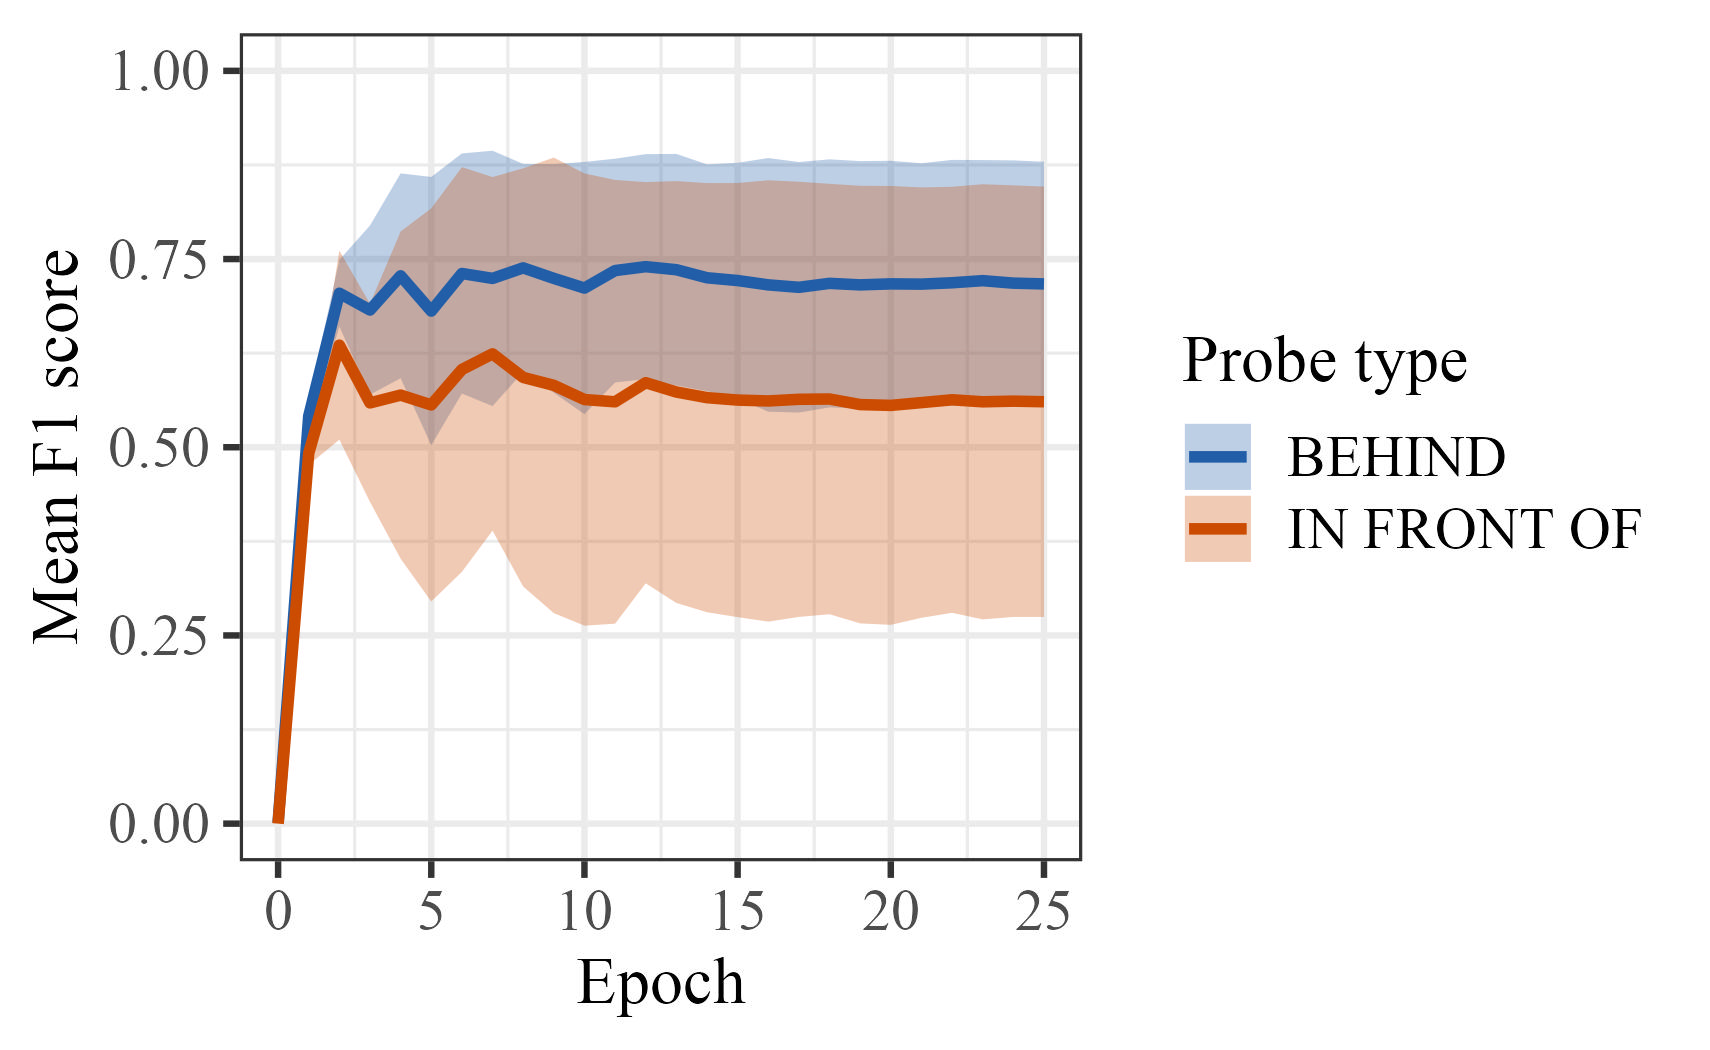 Mean F1 score
1.00
0.75
0.50
0.25
0.00
0 5 10 15 20 25
Epoch
Probe type
BEHIND
IN FRONT OF